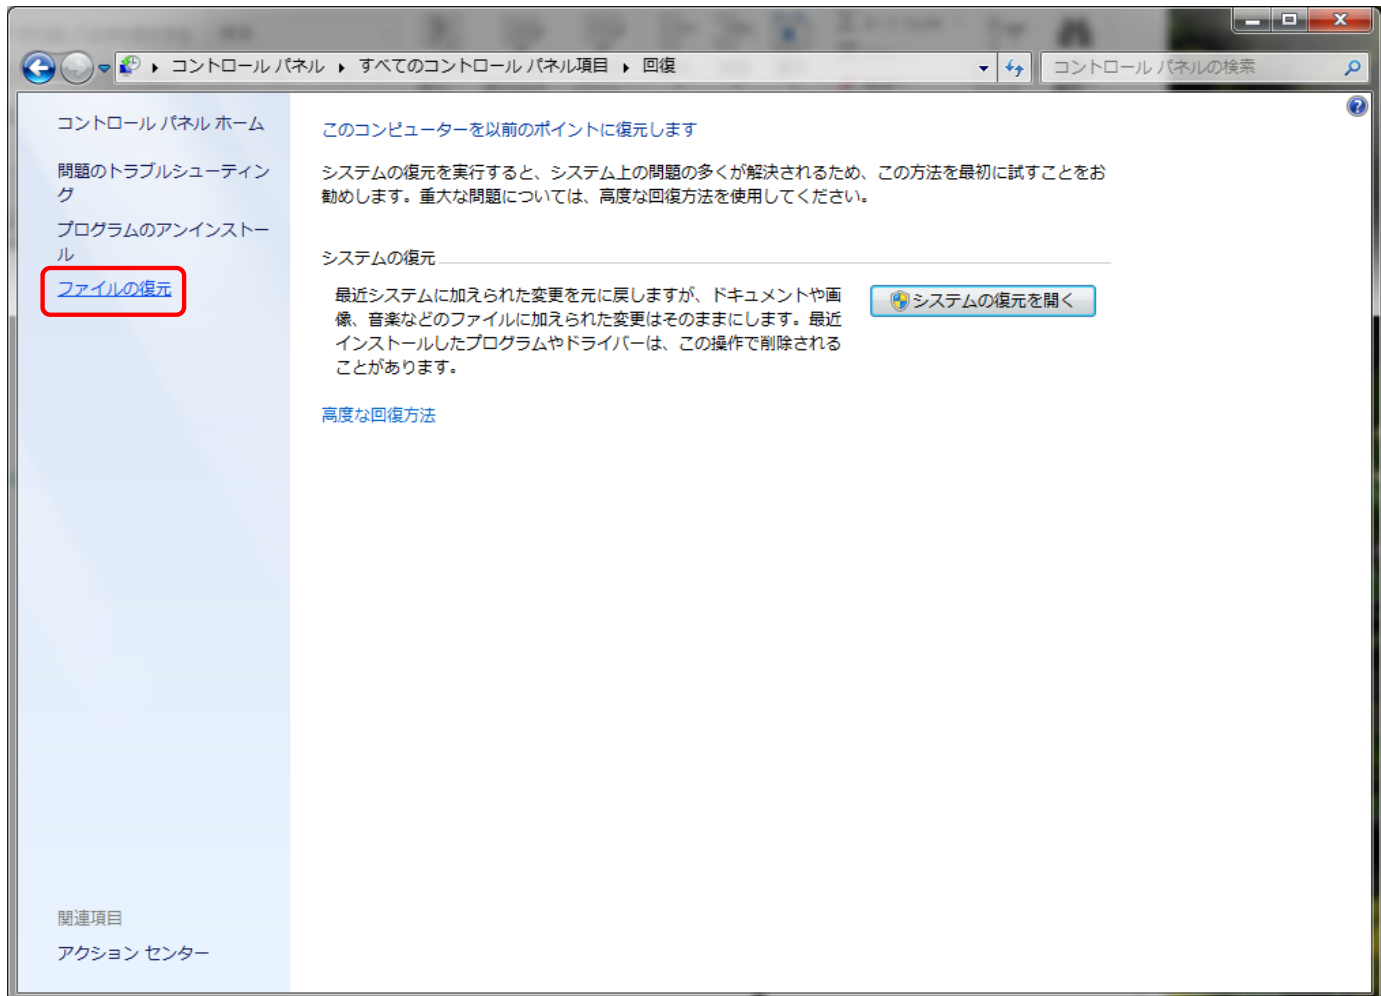 コントロール パネル ▸ すべてのコントロール パネル項目 ▸ 回復
コントロール パネルの検索
コントロール パネル ホーム
問題のトラブルシューティン
グ
プログラムのアンインストー
ル
ファイルの復元
このコンピューターを以前のポイントに復元します
システムの復元を実行すると、システム上の問題の多くが解決されるため、この方法を最初に試すことをお
勧めします。重大な問題については、高度な回復方法を使用してください。
システムの復元
最近システムに加えられた変更を元に戻しますが、ドキュメントや画
像、音楽などのファイルに加えられた変更はそのままにします。最近
インストールしたプログラムやドライバーは、この操作で削除される
ことがあります。
システムの復元を開く
高度な回復方法
関連項目
アクション センター